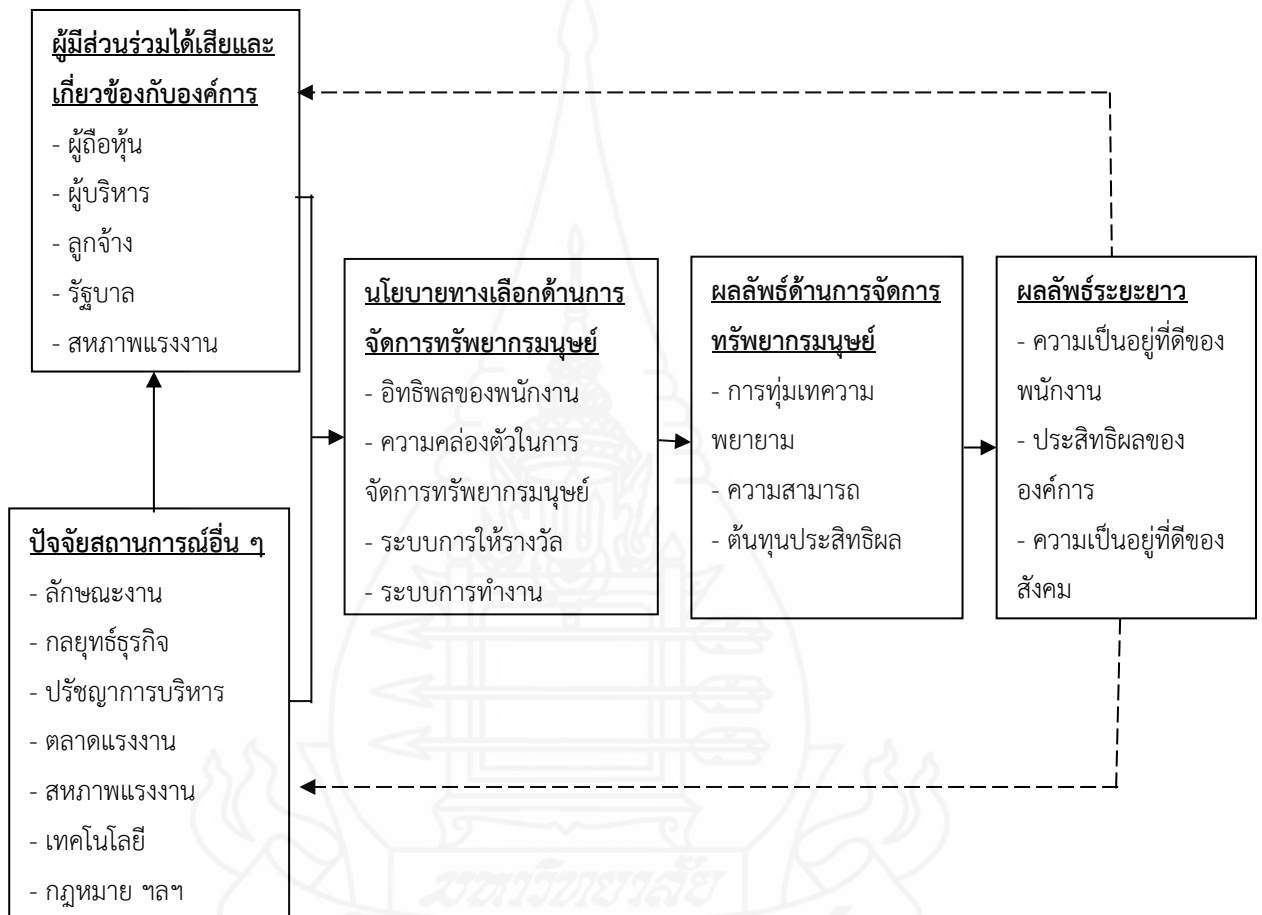 ผู้มีส่วนร่วมได้เสียและ
เกี่ยวข้องกับองค์การ
- ผู้ถือหุ้น
- ผู้บริหาร
- ลูกจ้าง
- รัฐบาล
- สหภาพแรงงาน
ปัจจัยสถานการณ์อื่น ๆ
- ลักษณะงาน
- กลยุทธ์ธุรกิจ
- ปรัชญาการบริหาร
- ตลาดแรงงาน
- สหภาพแรงงาน
- เทคโนโลยี
- กฎหมาย ฯลฯ
นโยบายทางเลือกด้านการ
จัดการทรัพยากรมนุษย์
- อิทธิพลของพนักงาน
- ความคล่องตัวในการ
จัดการทรัพยากรมนุษย์
- ระบบการให้รางวัล
- ระบบการทำงาน
ผลลัพธ์ด้านการจัดการ
ทรัพยากรมนุษย์
- การทุ่มเทความ
พยายาม
- ความสามารถ
- ต้นทุนประสิทธิผล
ผลลัพธ์ระยะยาว
- ความเป็นอยู่ที่ดีของ
พนักงาน
- ประสิทธิผลของ
องค์การ
- ความเป็นอยู่ที่ดีของ
สังคม
มหาวิทยาลัย